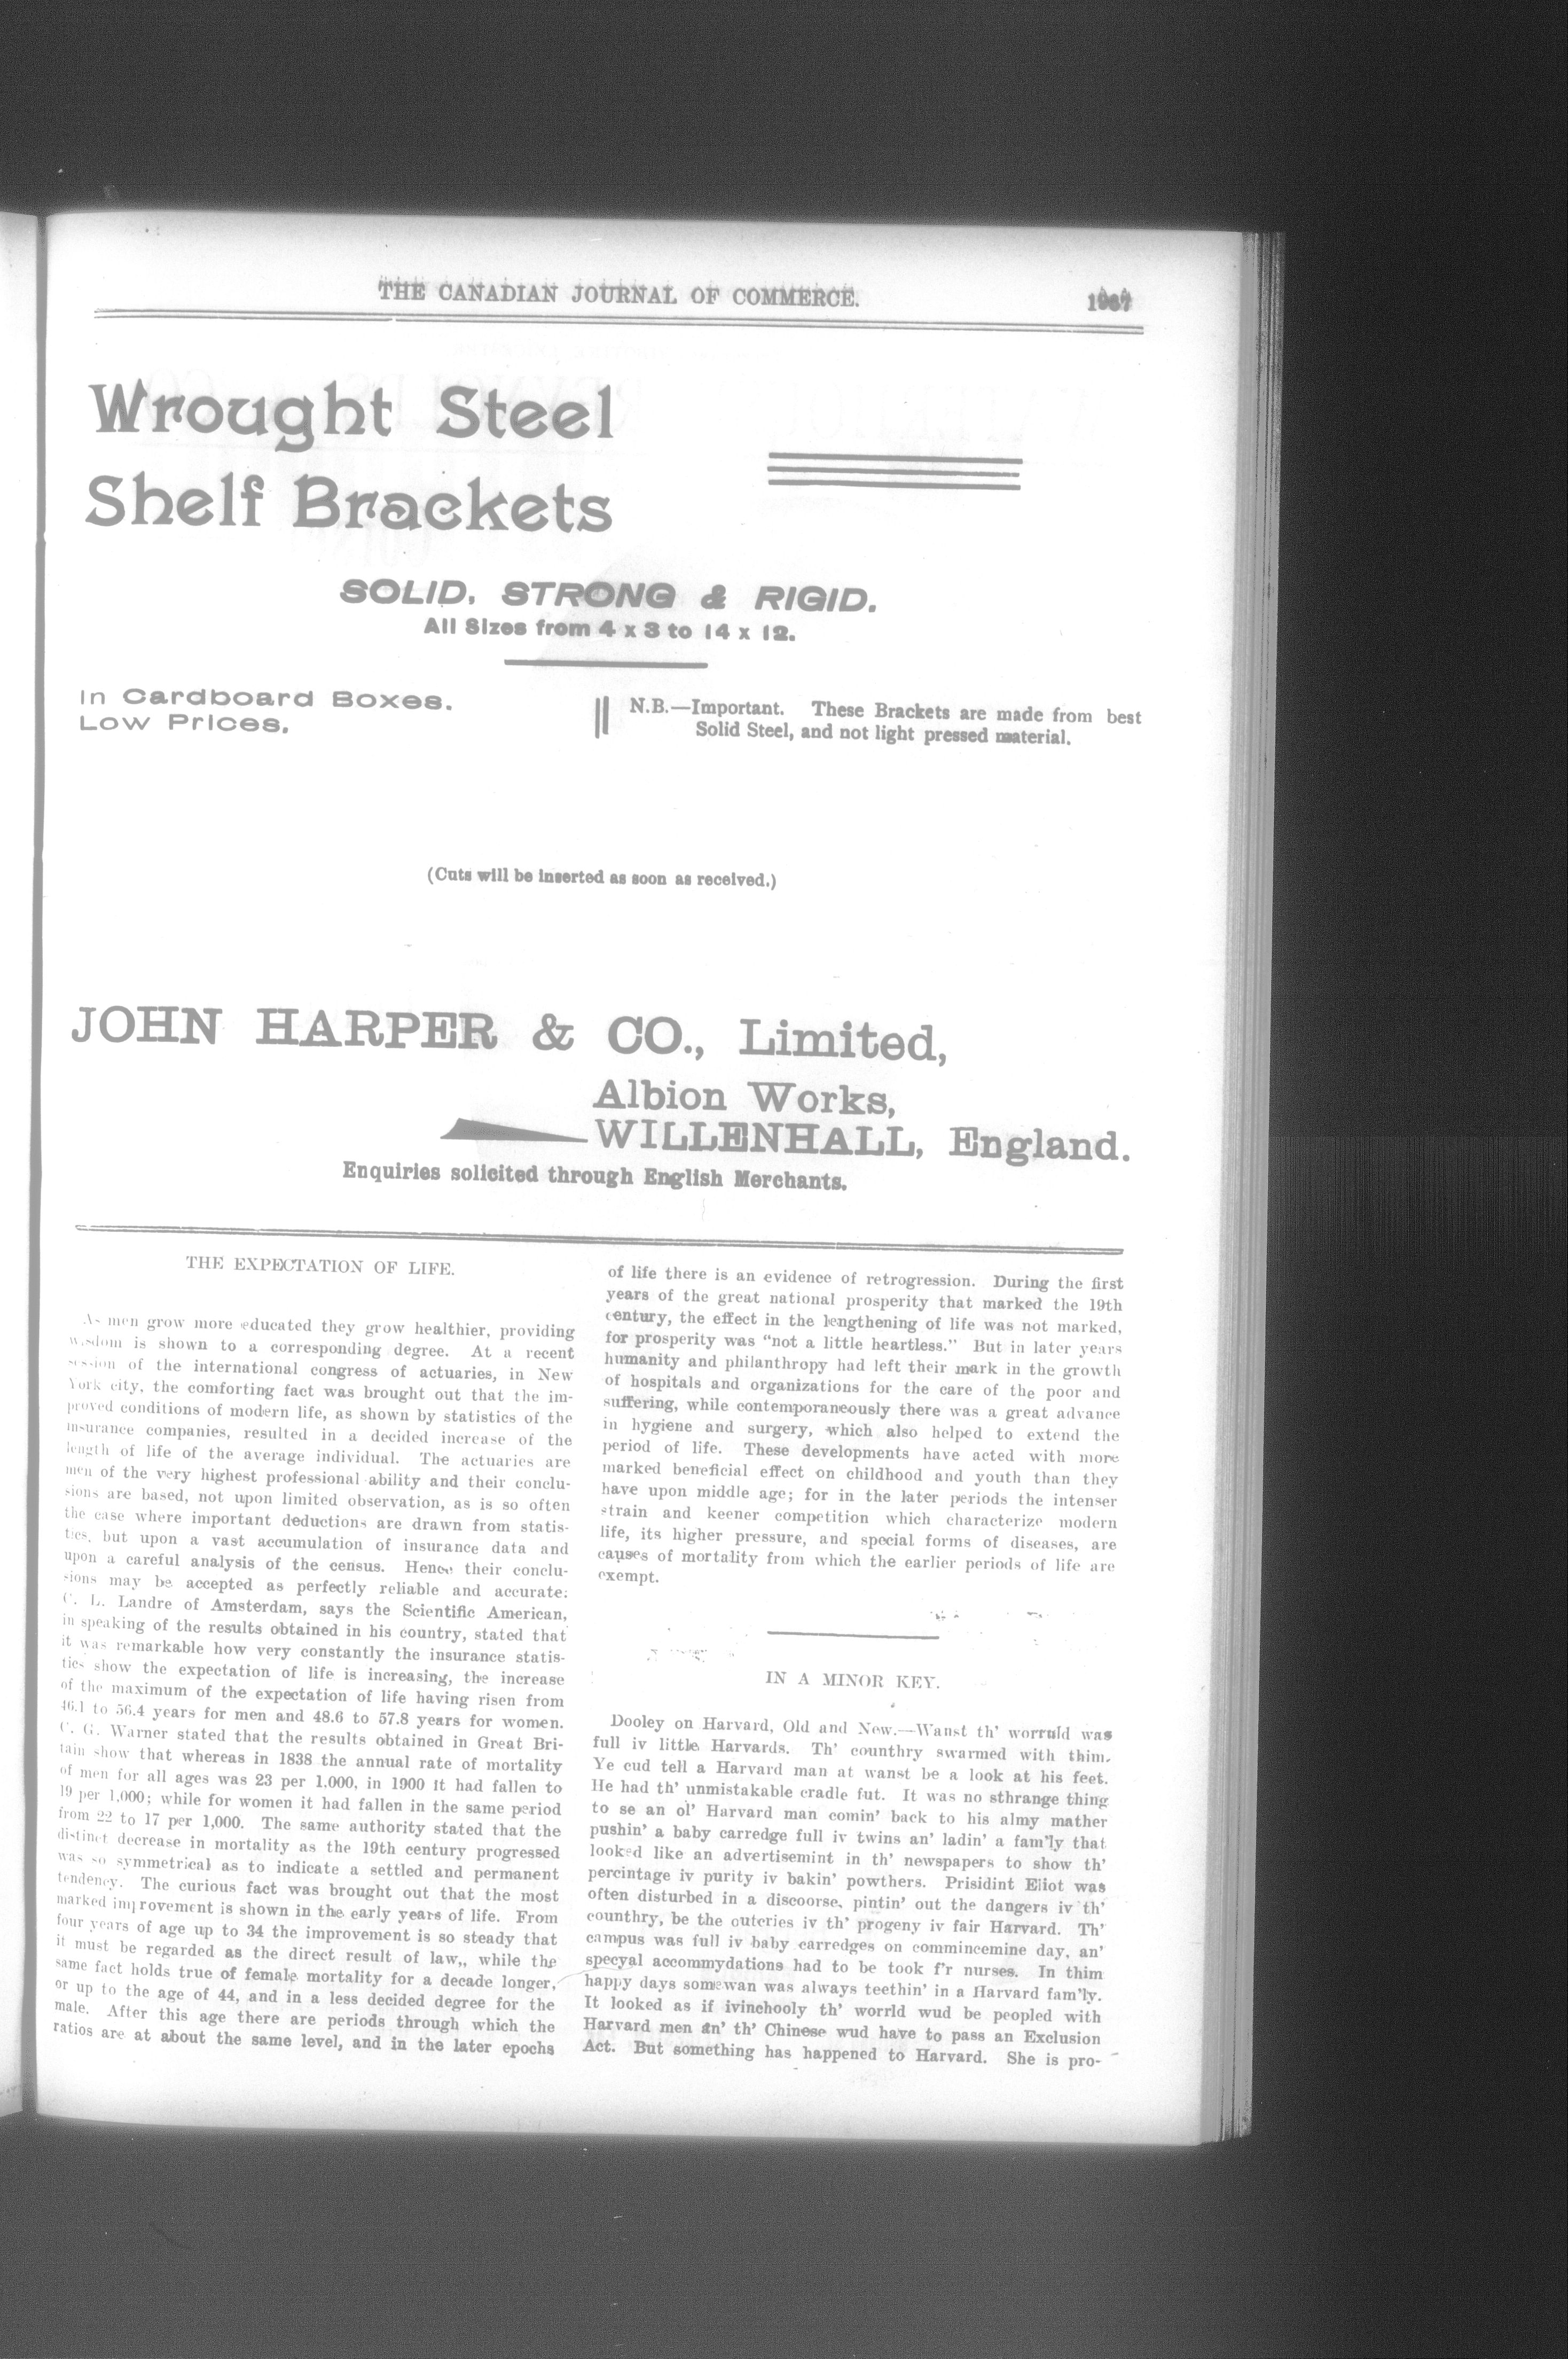 THE CANADIAN JOURNAL OF COMMERCE.
Wrought Steel
Shelf Brackets
SOLID, STRONG & RIGID.
All Sizes from 4 x 3 to 14 x 12.
In Cardboard Boxes.
Low Prices.
N.B.—Important. These Brackets are made from best
Solid Steel, and not light pressed material.
(Cuts will be inserted as soon as received.)
JOHN HARPER & CO., Limited,
Albion Works,
WILLENHALL, England.
Enquiries solicited through English Merchants.
THE EXPECTATION OF LIFE.
As men grow more educated they grow healthier, providing
wisdom is shown to a corresponding degree. At a recent
session of the international congress of actuaries, in New
York city, the comforting fact was brought out that the im-
proved conditions of modern life, as shown by statistics of the
insurance companies, resulted in a decided increase of the
length of life of the average individual. The actuaries are
men of the very highest professional ability and their conclu-
sions are based, not upon limited observation, as is so often
the case where important deductions are drawn from statis-
tics, but upon a vast accumulation of insurance data and
upon a careful analysis of the census. Hence their conclu-
sions may be accepted as perfectly reliable and accurate:
C. L. Landre of Amsterdam, says the Scientific American,
in speaking of the results obtained in his country, stated that
it was remarkable how very constantly the insurance statis-
tics show the expectation of life is increasing, the increase
of the maximum of the expectation of life having risen from
46.1 to 56.4 years for men and 48.6 to 57.8 years for women.
C. G. Warner stated that the results obtained in Great Bri-
tain show that whereas in 1838 the annual rate of mortality
of men for all ages was 23 per 1,000, in 1900 it had fallen to
19 per 1,000; while for women it had fallen in the same period
from 22 to 17 per 1,000. The same authority stated that the
distinct decrease in mortality as the 19th century progressed
was so symmetrical as to indicate a settled and permanent
tendency. The curious fact was brought out that the most
marked improvement is shown in the early years of life. From
four years of age up to 34 the improvement is so steady that
it must be regarded as the direct result of law,, while the
same fact holds true of female mortality for a decade longer,
or up to the age of 44, and in a less decided degree for the
male. After this age there are periods through which the
ratios are at about the same level, and in the later epochs
of life there is an evidence of retrogression. During the first
years of the great national prosperity that marked the 19th
century, the effect in the lengthening of life was not marked,
for prosperity was "not a little heartless." But in later years
humanity and philanthropy had left their mark in the growth
of hospitals and organizations for the care of the poor and
suffering, while contemporaneously there was a great advance
in hygiene and surgery, which also helped to extend the
period of life. These developments have acted with more
marked beneficial effect on childhood and youth than they
have upon middle age; for in the later periods the intenser
strain and keener competition which characterize modern
life, its higher pressure, and special forms of diseases, are
causes of mortality from which the earlier periods of life are
exempt.
IN A MINOR KEY.
Dooley on Harvard, Old and New.—Wanst th' worruld was
full iv little Harvards. Th' counthry swarmed with thim.
Ye cud tell a Harvard man at wanst be a look at his feet.
He had th' unmistakable cradle fut. It was no sthrange thing
to se an ol' Harvard man comin' back to his almy mather
pushin' a baby carredge full iv twins an' ladin' a fam'ly that
looked like an advertisemint in th' newspapers to show th'
percintage iv purity iv bakin' powthers. Prisidint Eliot was
often disturbed in a discoorse, pintin' out the dangers iv th'
counthry, be the outcries iv th' progeny iv fair Harvard. Th'
campus was full iv baby carredges on commincemine day, an'
specyal accommydations had to be took f'r nurses. In thim
happy days somewan was always teethin' in a Harvard fam'ly.
It looked as if ivinchooly th' worrld wud be peopled with
Harvard men an' th' Chinese wud have to pass an Exclusion
Act. But something has happened to Harvard. She is pro-